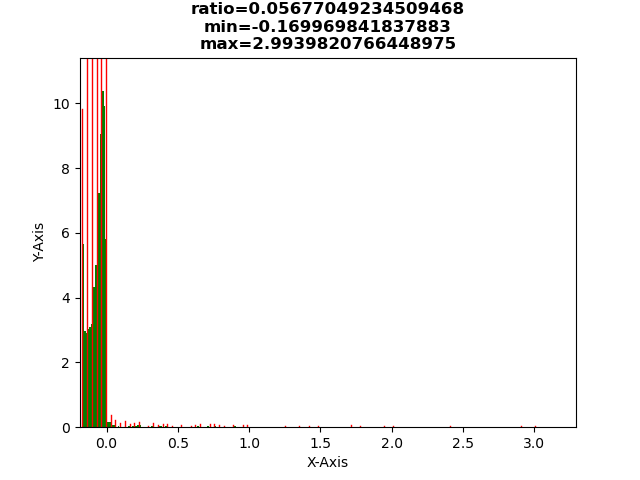 ratio=0.05677049234509468
min=-0.169969841837883
max=2.9939820766448975
10
8
6
4
2
0
Y-Axis
0.0 0.5 1.0 1.5 2.0 2.5 3.0
X-Axis